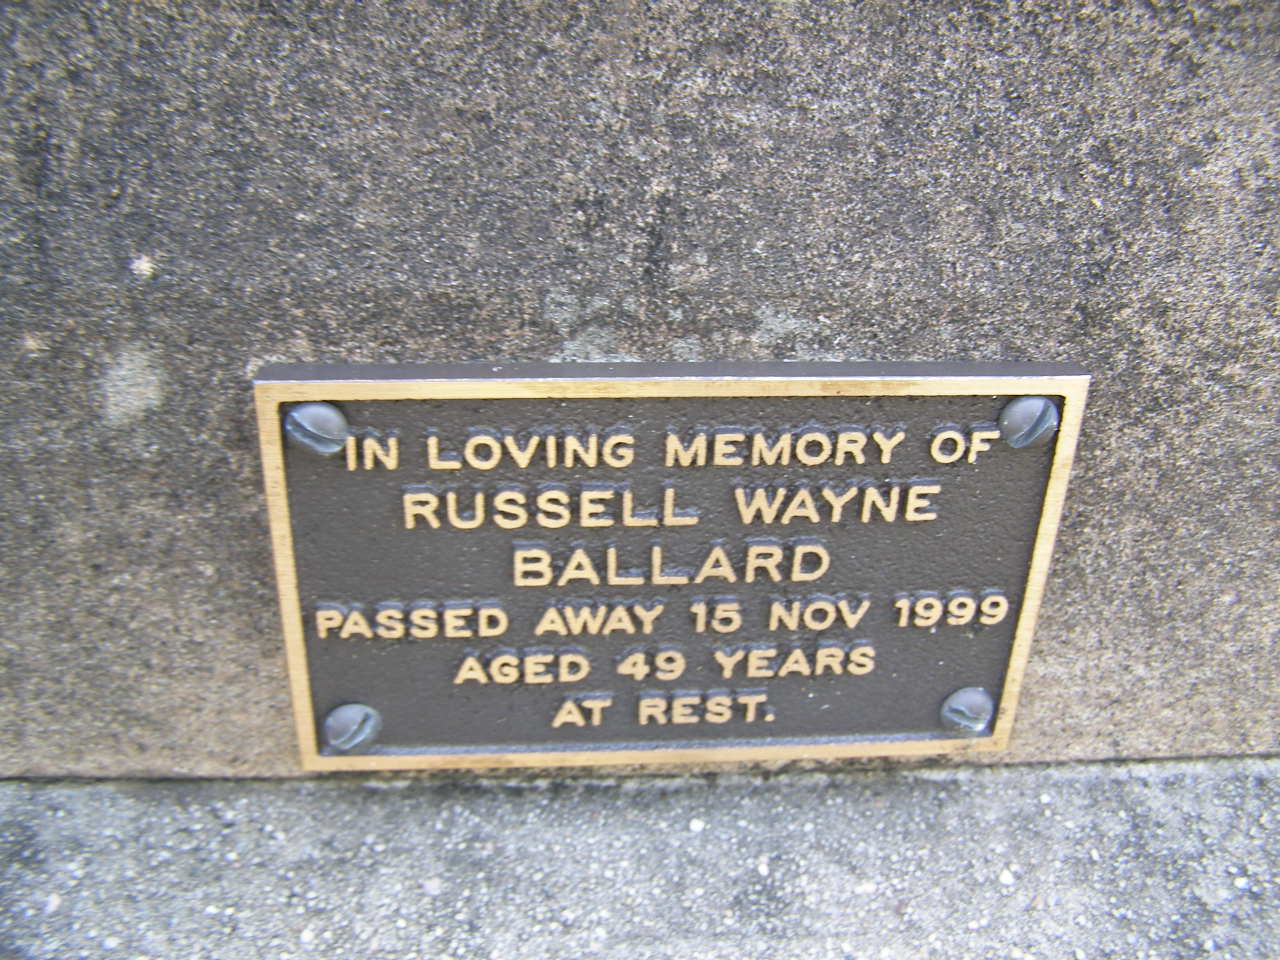 IN LOVING MEMORY OF
RUSSELL WAYNE
BALLARD
PASSED AWAY 15 NOV 1999
AGED 49 YEARS
AT REST.